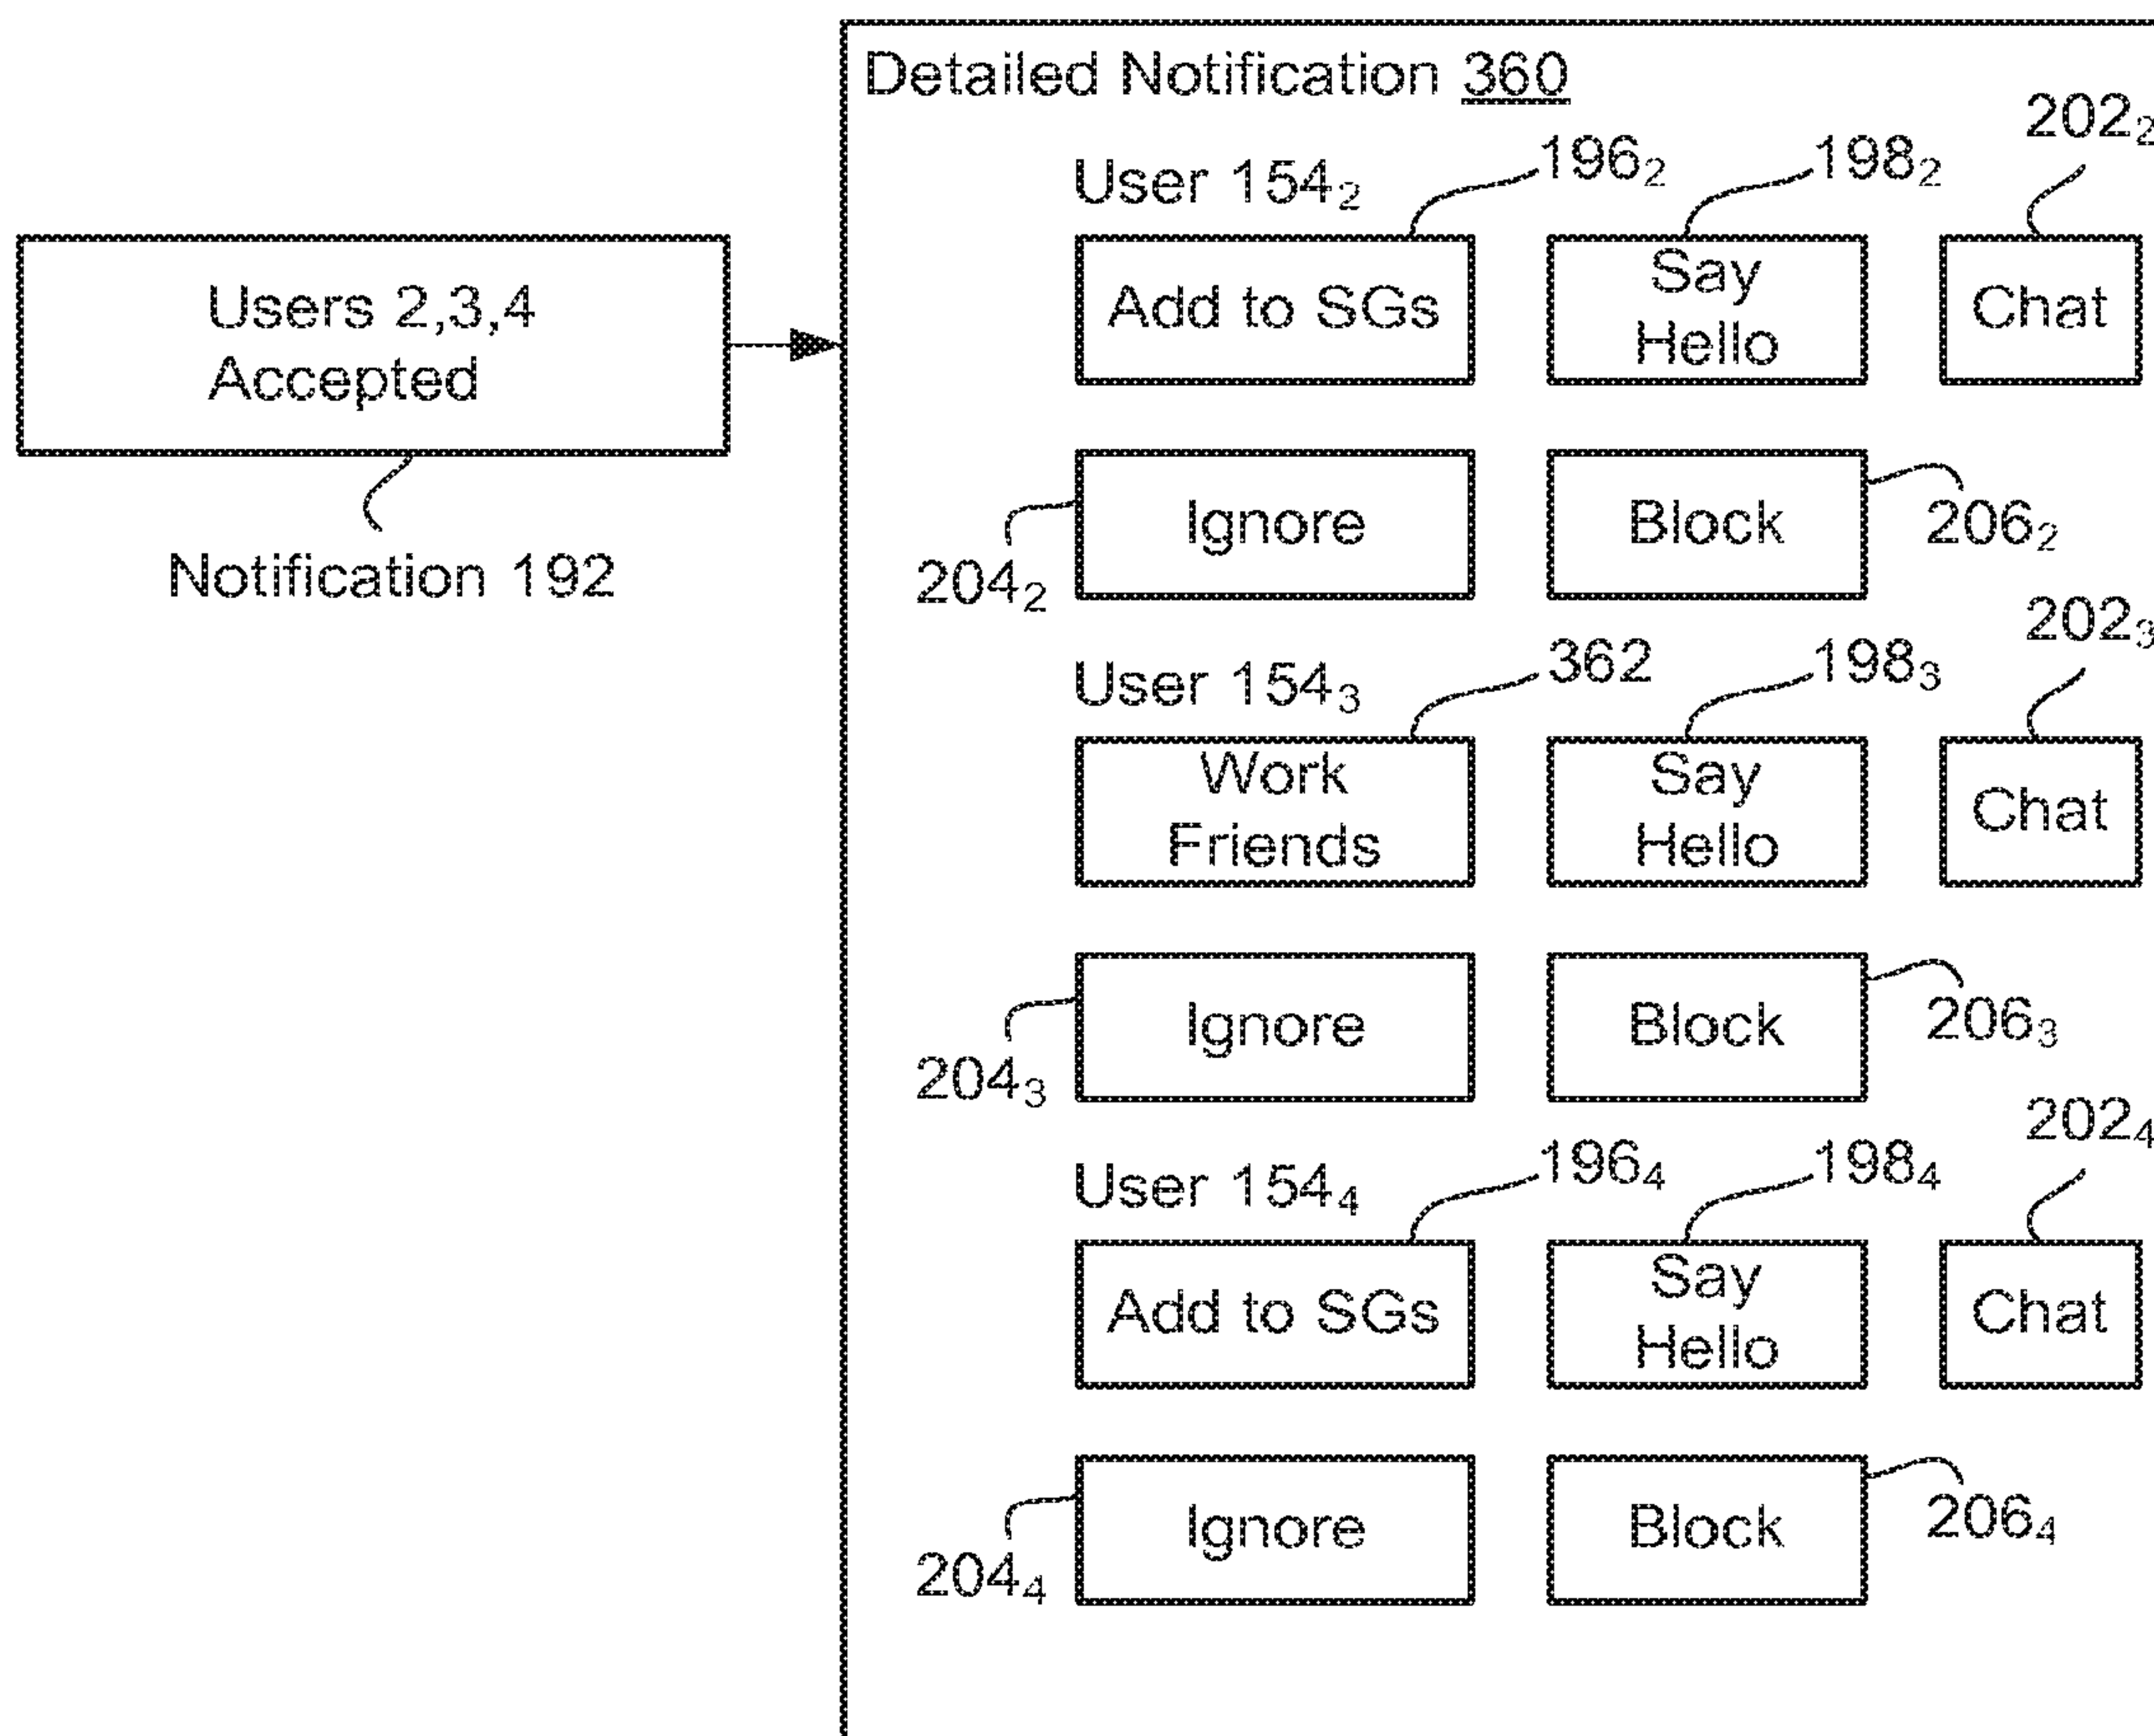 Detailed Notification 360
Users 2,3,4
Accepted
Notification 192
202₂
User 154₂
196₂
198₂
Add to SGs
Say
Hello
Chat
Ignore
Block
204₂
206₂
202₃
User 154₃
362
198₃
Work
Friends
Say
Hello
Chat
Ignore
Block
204₃
206₃
202₄
User 154₄
196₄
198₄
Add to SGs
Say
Hello
Chat
Ignore
Block
204₄
206₄